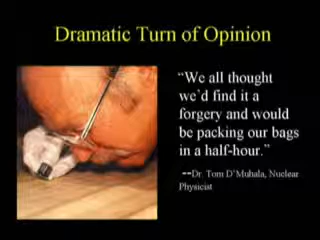 Dramatic Turn of Opinion
“We all thought
we’d find it a
forgery and would
be packing our bags
in a half-hour.”
--Dr. Tom D’Muhala, Nuclear
Physicist